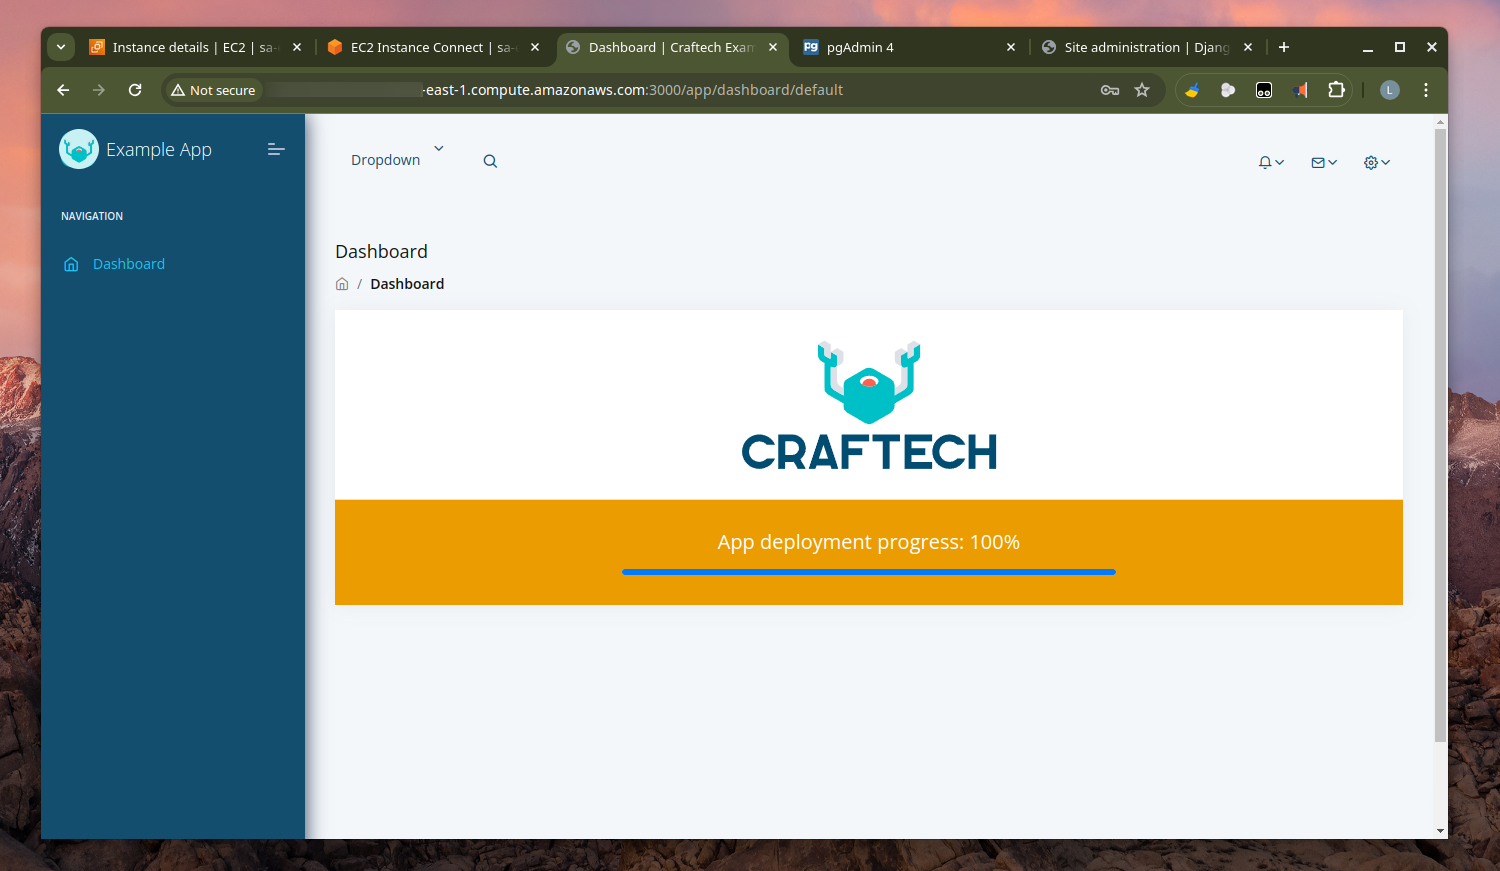 Instance details | EC2 | sa-
EC2 Instance Connect | sa-
Dashboard | Craftech Exam
pgAdmin 4
Site administration | Djang
Not secure
-east-1.compute.amazonaws.com:3000/app/dashboard/default
L
Example App
Dropdown
NAVIGATION
Dashboard
Dashboard
/ Dashboard
CRAFTECH
App deployment progress: 100%